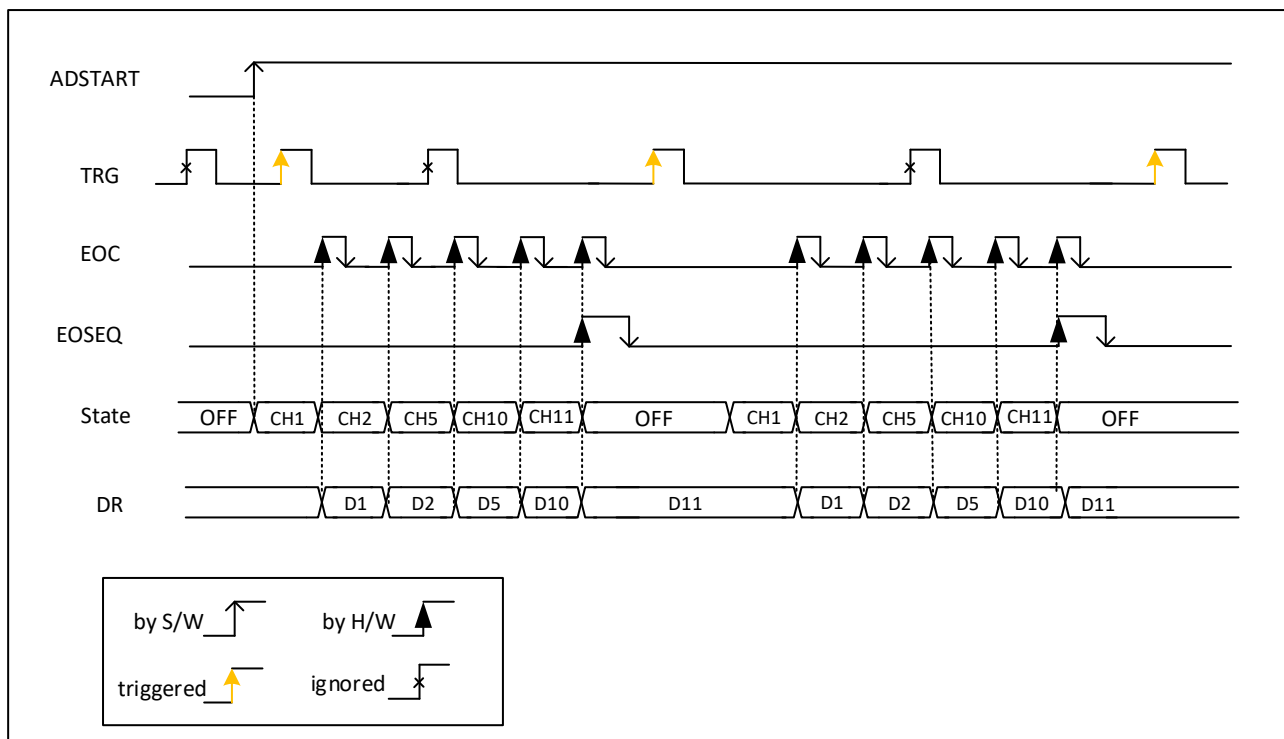 ADSTART
TRG
EOC
EOSEQ
State OFF CH1 CH2 CH5 CH10 CH11 OFF CH1 CH2 CH5 CH10 CH11 OFF
DR D1 D2 D5 D10 D11 D1 D2 D5 D10 D11
by S/W by H/W
triggered ignored